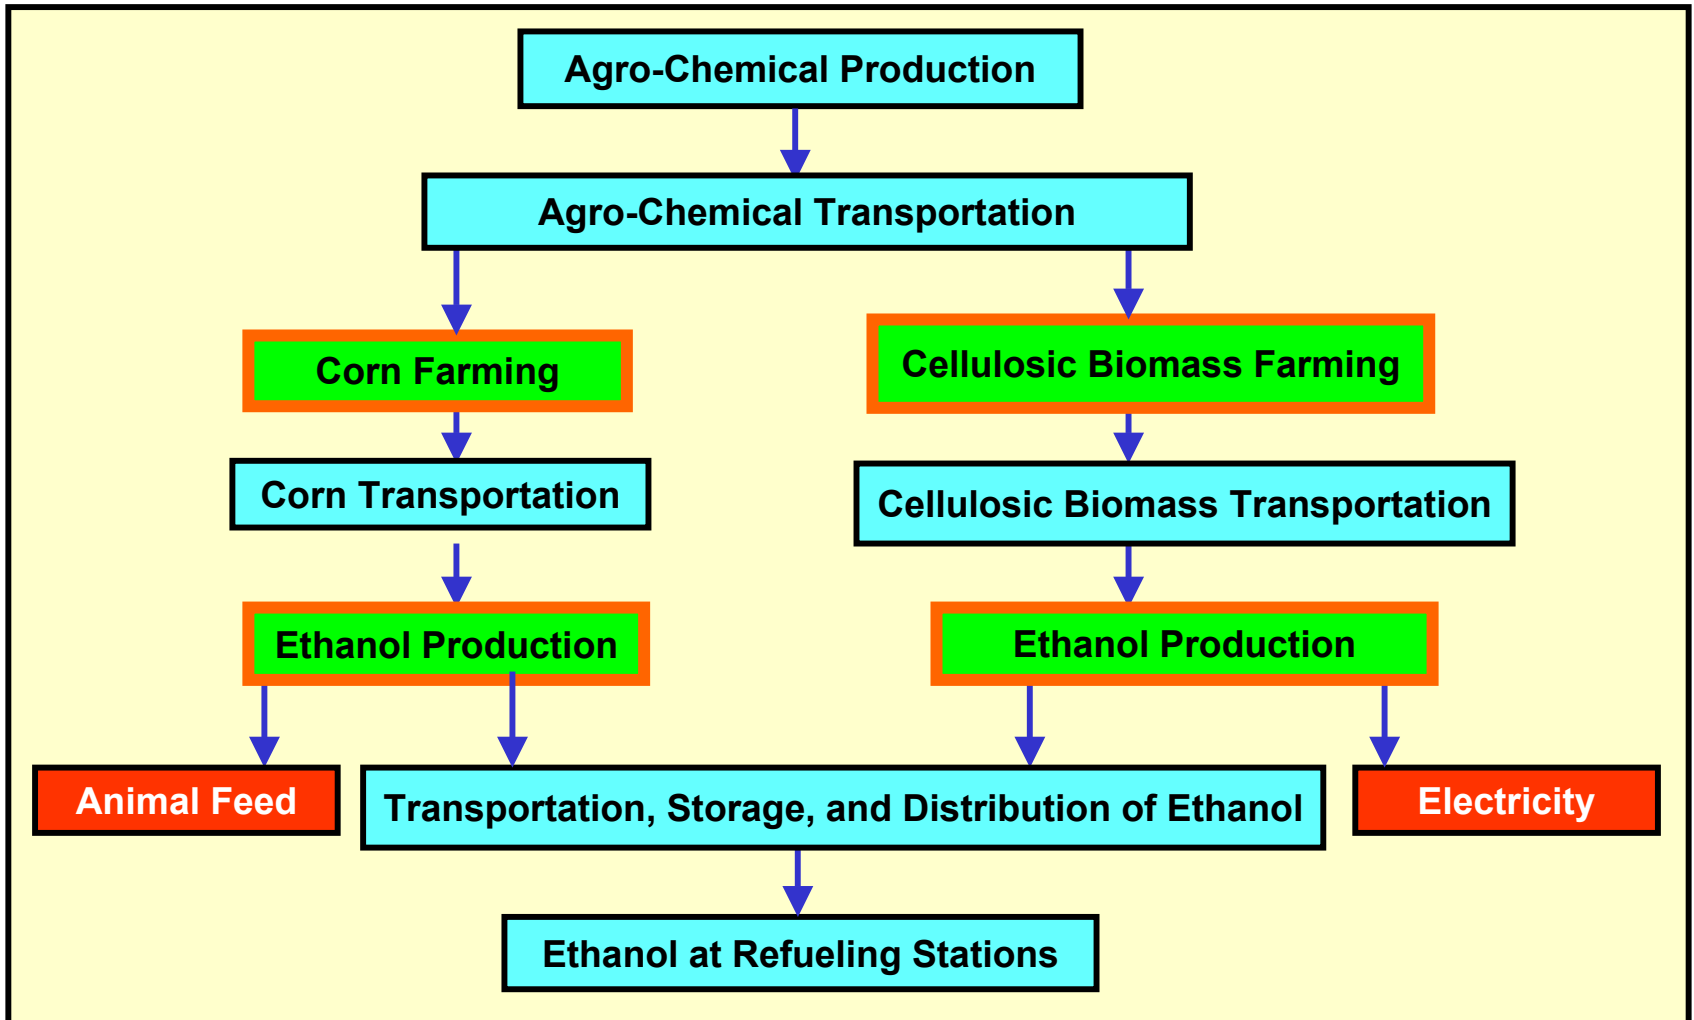 Agro-Chemical Production
Agro-Chemical Transportation
Corn Farming
Cellulosic Biomass Farming
Corn Transportation
Cellulosic Biomass Transportation
Ethanol Production
Ethanol Production
Animal Feed
Transportation, Storage, and Distribution of Ethanol
Electricity
Ethanol at Refueling Stations